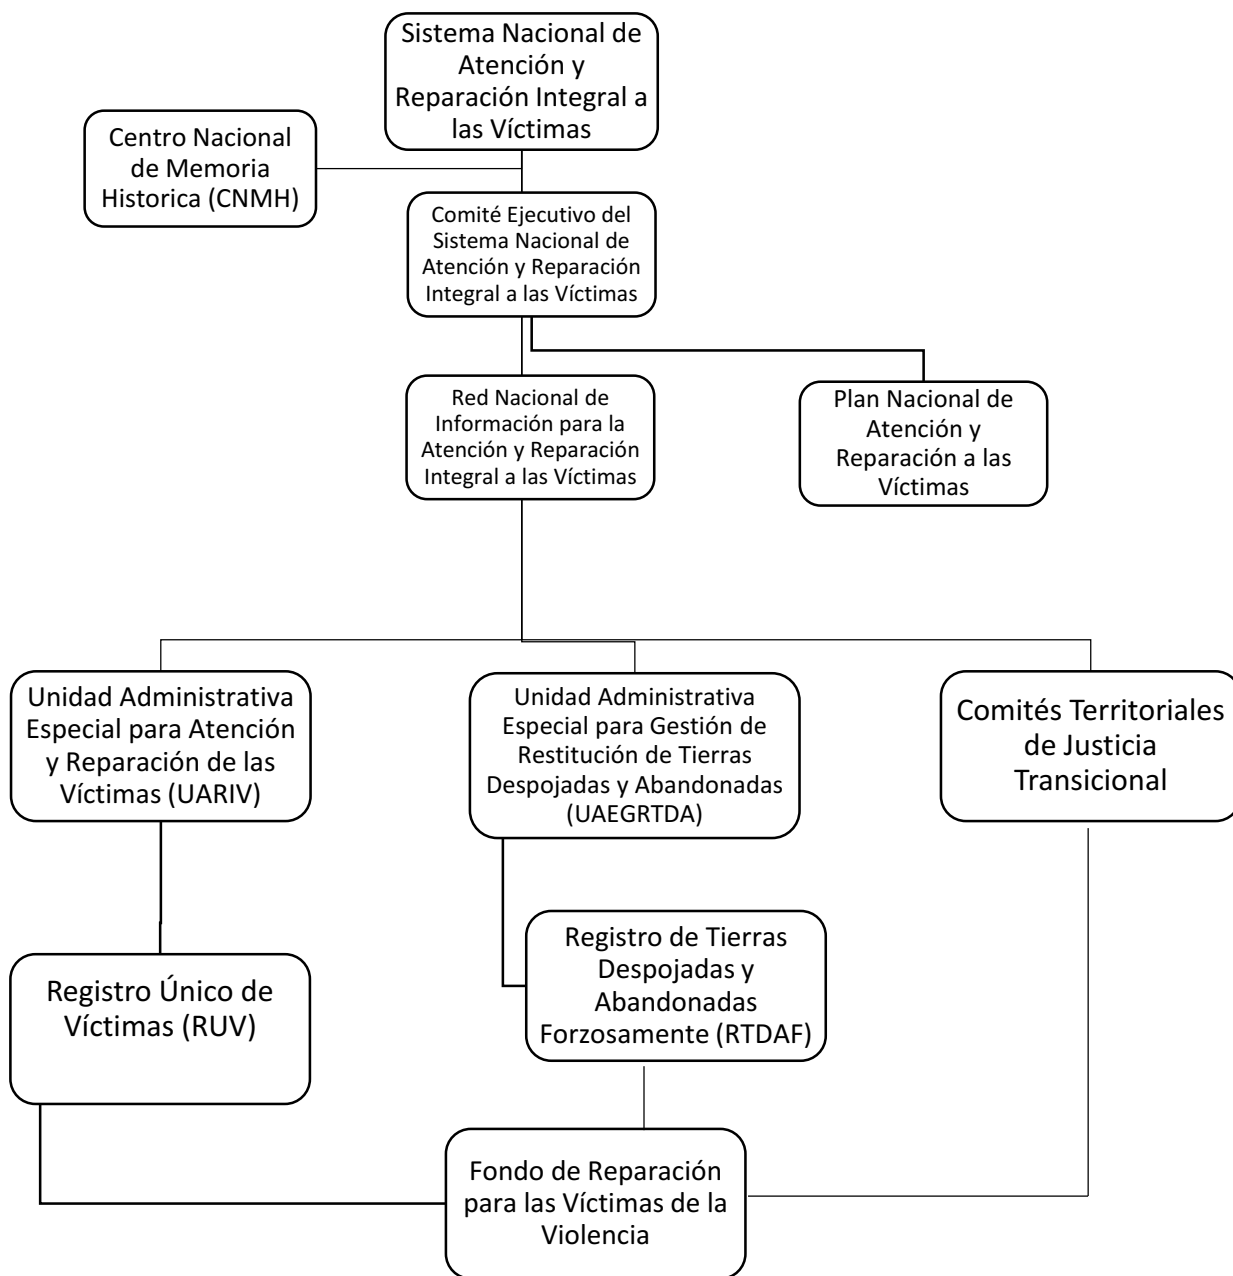 Sistema Nacional de
Atención y
Reparación Integral a
las Víctimas
Centro Nacional
de Memoria
Historica (CNMH)
Comité Ejecutivo del
Sistema Nacional de
Atención y Reparación
Integral a las Víctimas
Red Nacional de
Información para la
Atención y Reparación
Integral a las Víctimas
Plan Nacional de
Atención y
Reparación a las
Víctimas
Unidad Administrativa
Especial para Atención
y Reparación de las
Víctimas (UARIV)
Unidad Administrativa
Especial para Gestión de
Restitución de Tierras
Despojadas y Abandonadas
(UAEGRTDA)
Comités Territoriales
de Justicia
Transicional
Registro Único de
Víctimas (RUV)
Registro de Tierras
Despojadas y
Abandonadas
Forzosamente (RTDAF)
Fondo de Reparación
para las Víctimas de la
Violencia